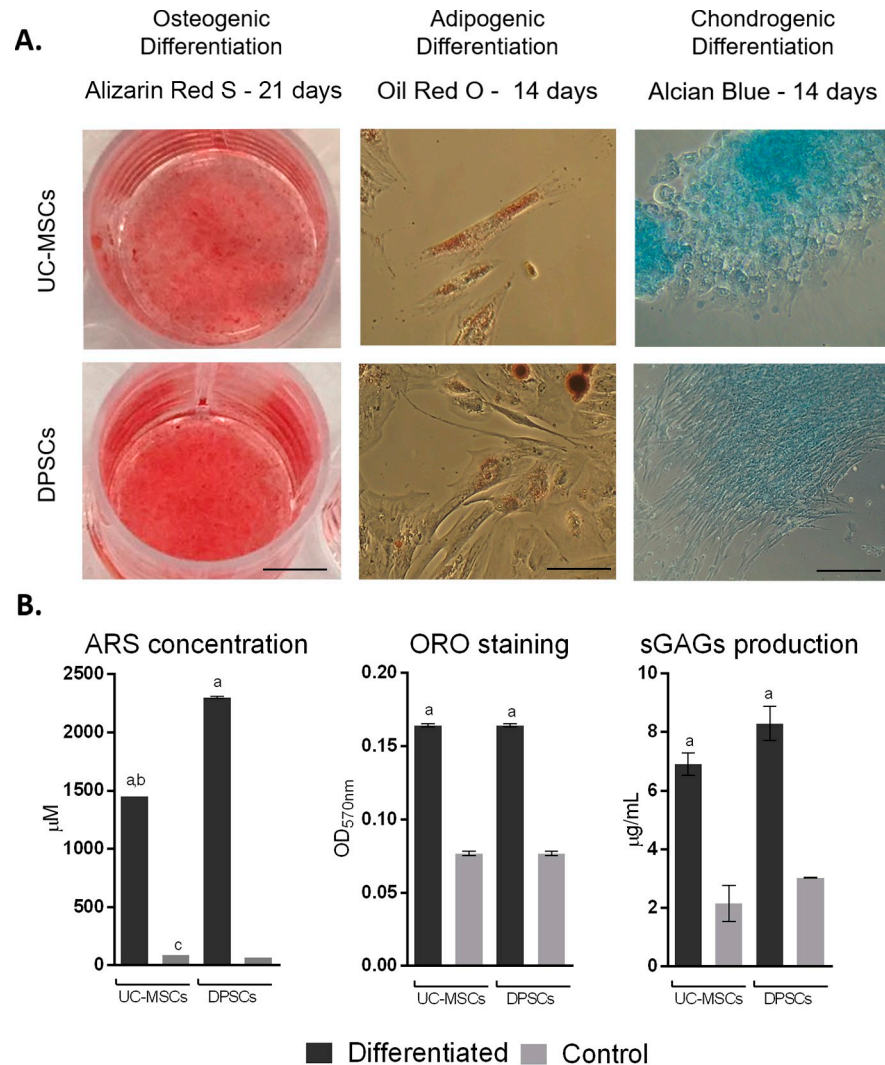 A.
Osteogenic
Differentiation
Alizarin Red S - 21 days
Adipogenic
Differentiation
Oil Red O - 14 days
Chondrogenic
Differentiation
Alcian Blue - 14 days
UC-MSCs
DPSCs
B.
ARS concentration
μM
2500
2000
1500
1000
500
0
a,b
c
a
UC-MSCs
DPSCs
ORO staining
OD570nm
0.20
0.15
0.10
0.05
0.00
a
a
UC-MSCs
DPSCs
sGAGs production
μg/mL
10
8
6
4
2
0
a
a
UC-MSCs
DPSCs
Differentiated
Control